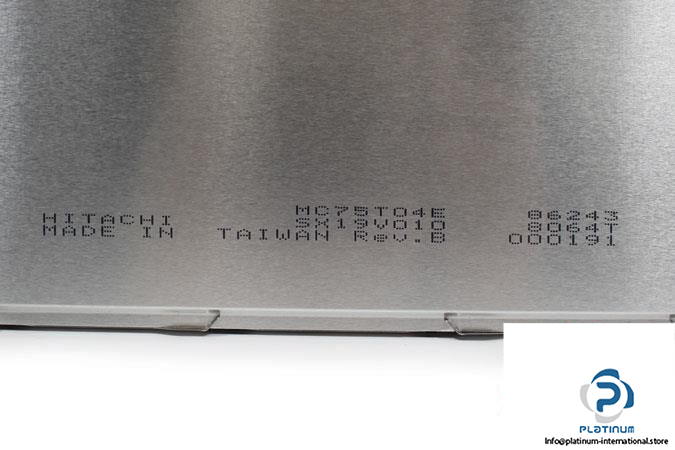 HITACHI
MADE IN TAIWAN Rev.B
MC75T04E
SX19V010
86243
8064T
000191
PLATINUM
Info@platinum-international.store